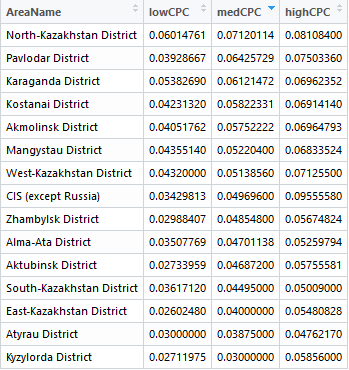 AreaName lowCPC medCPC highCPC
North-Kazakhstan District 0.06014761 0.07120114 0.08108400
Pavlodar District 0.03928667 0.06425729 0.07503360
Karaganda District 0.05382690 0.06121472 0.06962352
Kostanai District 0.04231320 0.05822331 0.06914140
Akmolinsk District 0.04051762 0.05752222 0.06964793
Mangystau District 0.04355140 0.05220400 0.06833524
West-Kazakhstan District 0.04320000 0.05138560 0.07125500
CIS (except Russia) 0.03429813 0.04969600 0.09555580
Zhambylsk District 0.02988407 0.04854800 0.05674824
Alma-Ata District 0.03507769 0.04701138 0.05259794
Aktubinsk District 0.02733959 0.04687200 0.05755581
South-Kazakhstan District 0.03617120 0.04495000 0.05009000
East-Kazakhstan District 0.02602480 0.04000000 0.05480828
Atyrau District 0.03000000 0.03875000 0.04762170
Kyzylorda District 0.02711975 0.03000000 0.05856000